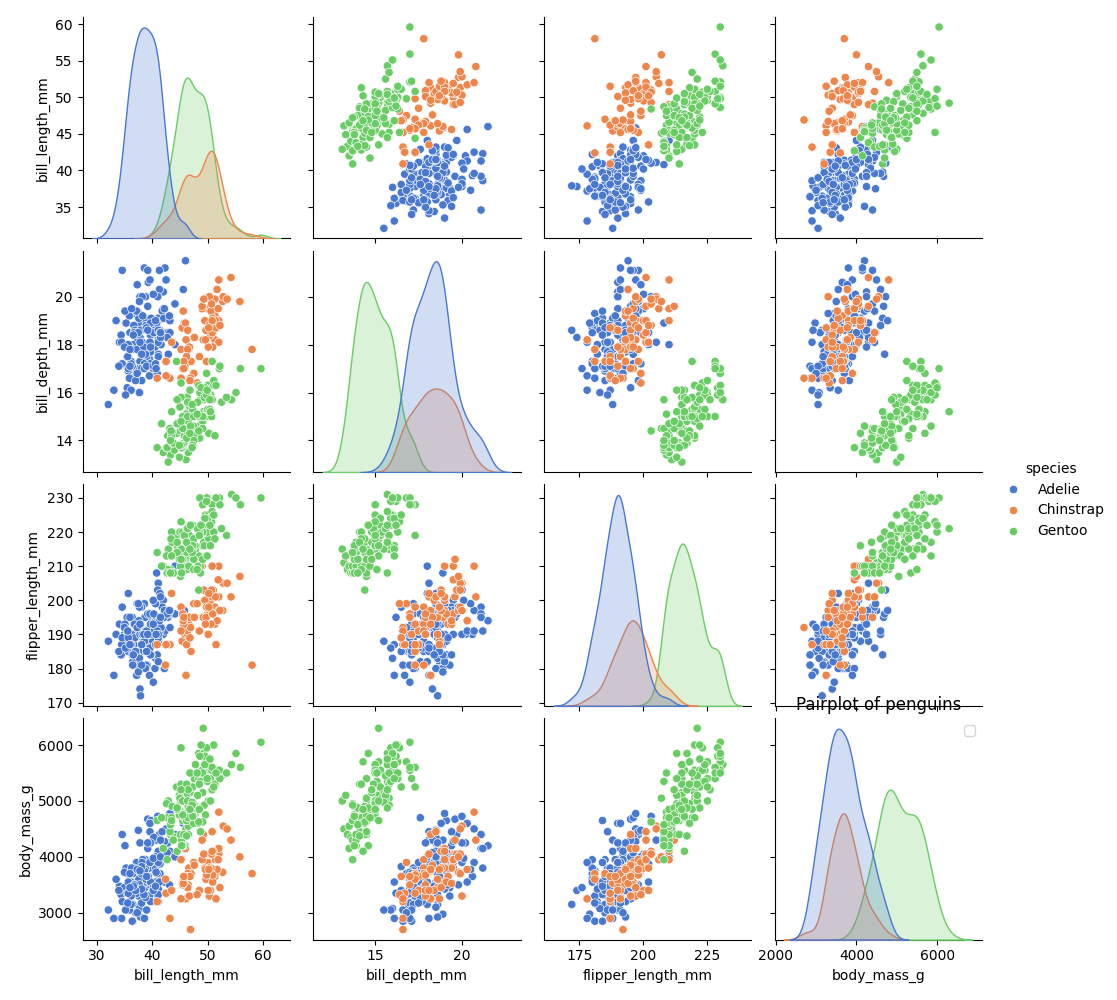 60
55
50
45
40
35
bill_length_mm
20
18
16
14
bill_depth_mm
species
Adelie
Chinstrap
Gentoo
230
220
210
200
190
180
170
flipper_length_mm
Pairplot of penguins
6000
5000
4000
3000
body_mass_g
30 40 50 60
15 20
175 200 225
2000 4000 6000
bill_length_mm
bill_depth_mm
flipper_length_mm
body_mass_g